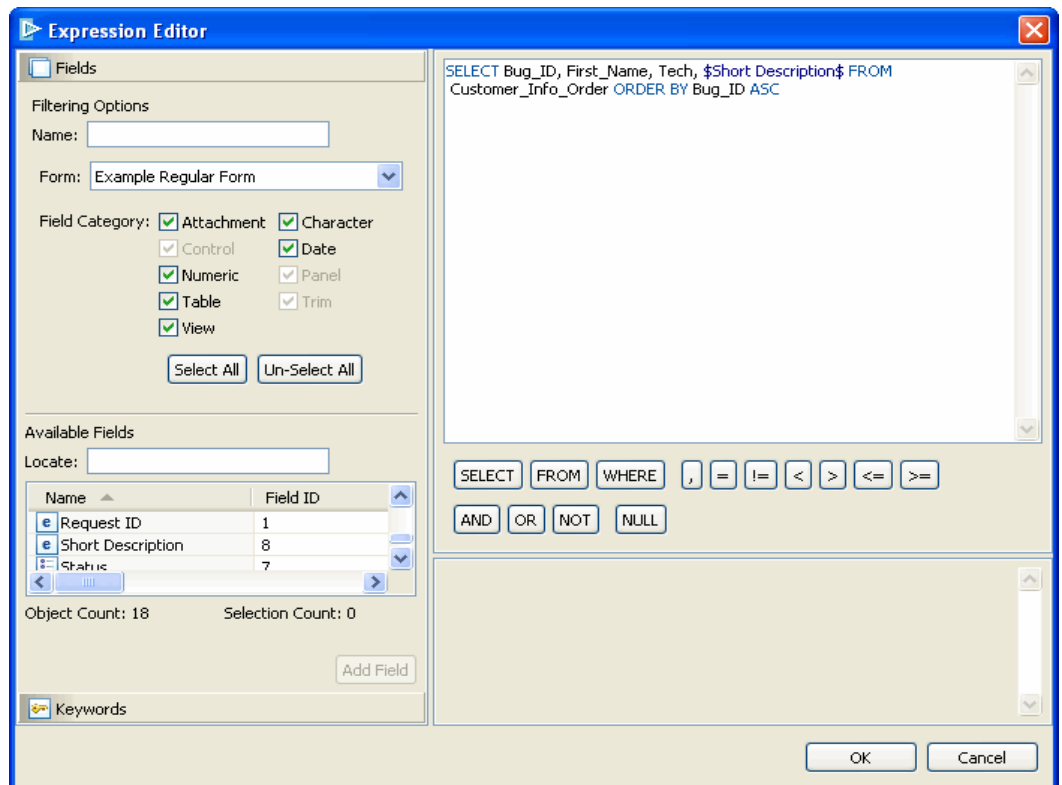 Expression Editor
Fields
Filtering Options
Name:
Form: Example Regular Form
Field Category: Attachment Character
Control Date
Numeric Panel
Table Trim
View
Select All Un-Select All
Available Fields
Locate:
Name Field ID
e Request ID 1
e Short Description 8
Status 7
Object Count: 18 Selection Count: 0
Add Field
Keywords
SELECT Bug_ID, First_Name, Tech, $Short Description$ FROM
Customer_Info_Order ORDER BY Bug_ID ASC
SELECT FROM WHERE , = != < > <= >=
AND OR NOT NULL
OK Cancel